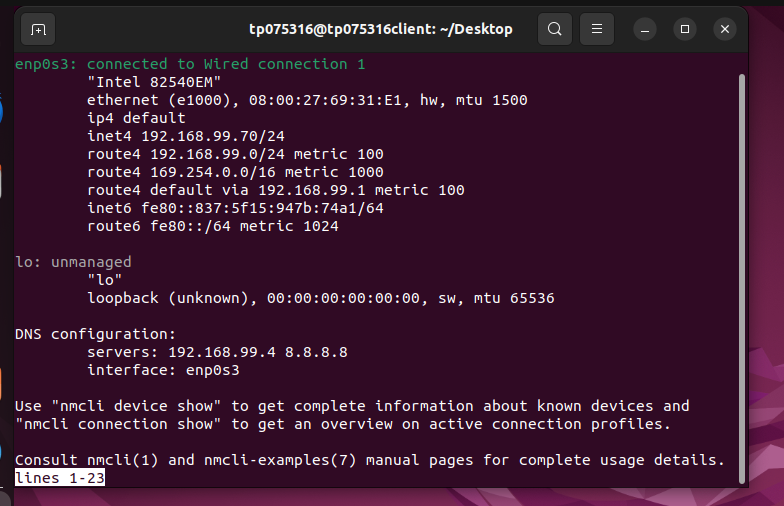 tp075316@tp075316client: ~/Desktop
enp0s3: connected to Wired connection 1
"Intel 82540EM"
ethernet (e1000), 08:00:27:69:31:E1, hw, mtu 1500
ip4 default
inet4 192.168.99.70/24
route4 192.168.99.0/24 metric 100
route4 169.254.0.0/16 metric 1000
route4 default via 192.168.99.1 metric 100
inet6 fe80::837:5f15:947b:74a1/64
route6 fe80::/64 metric 1024
lo: unmanaged
"lo"
loopback (unknown), 00:00:00:00:00:00, sw, mtu 65536
DNS configuration:
servers: 192.168.99.4 8.8.8.8
interface: enp0s3
Use "nmcli device show" to get complete information about known devices and
"nmcli connection show" to get an overview on active connection profiles.
Consult nmcli(1) and nmcli-examples(7) manual pages for complete usage details.
lines 1-23